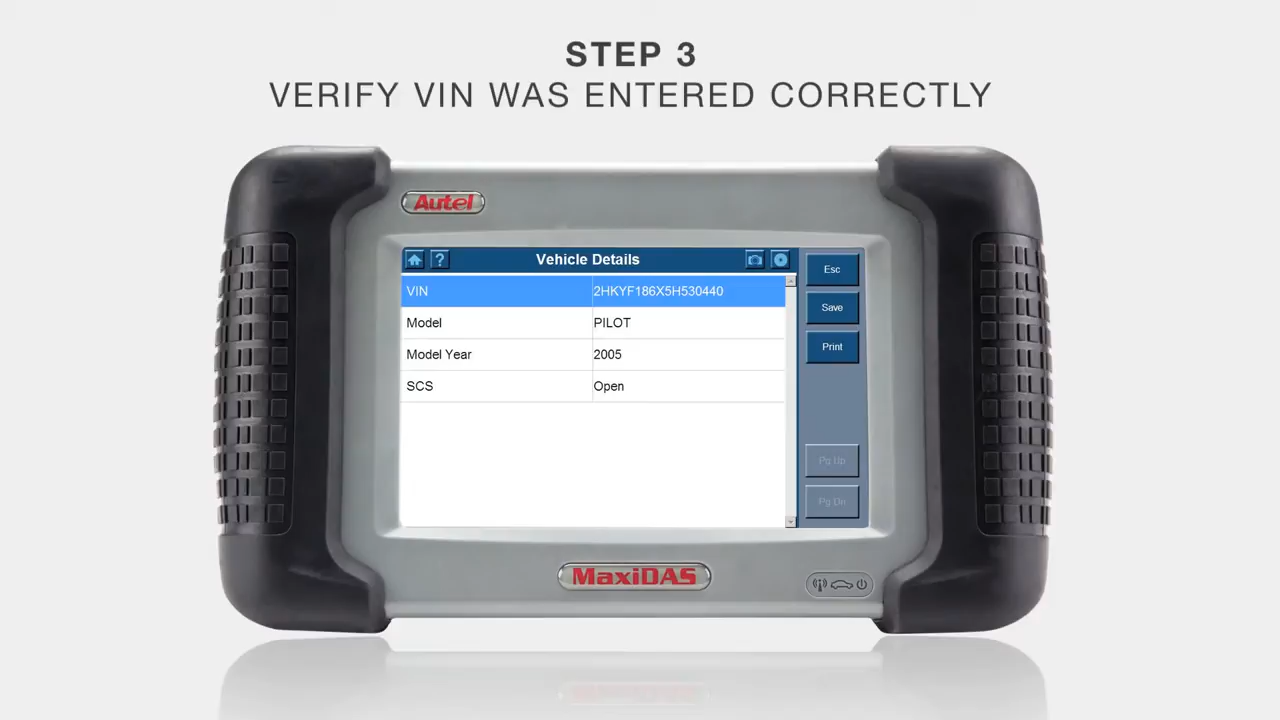 STEP 3
VERIFY VIN WAS ENTERED CORRECTLY
Autel
? Vehicle Details
Esc
VIN 2HKYF186X5H530440
Save
Model PILOT
Print
Model Year 2005
SCS Open
Pg Up
Pg Dn
MaxiDAS